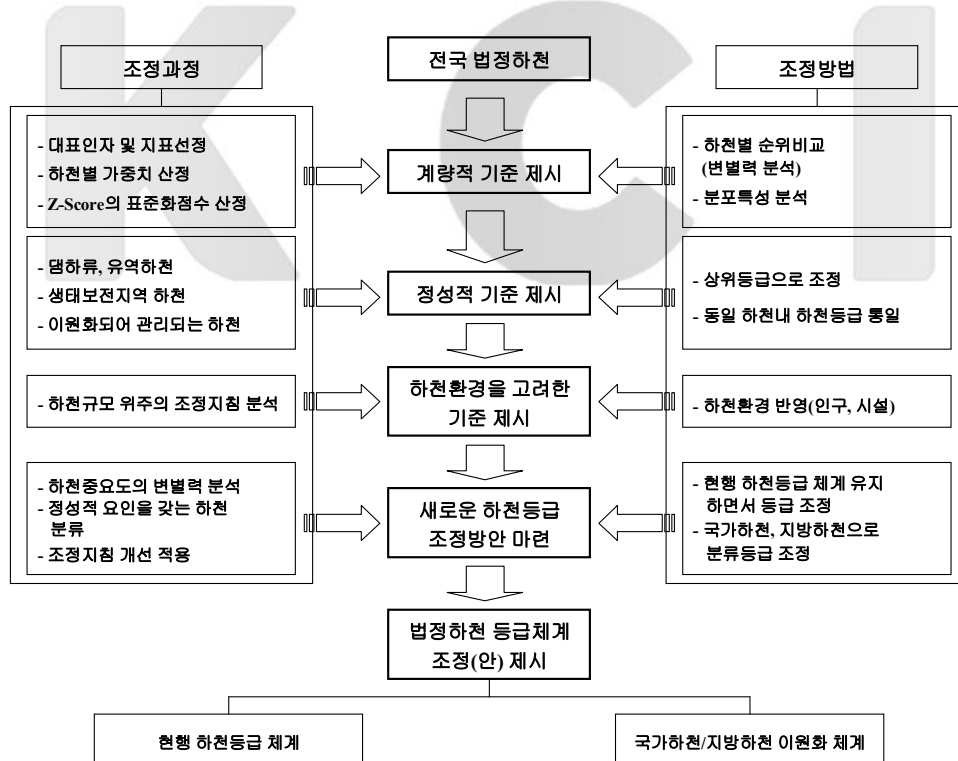 KCI
조정과정
전국 법정하천
조정방법
- 대표인자 및 지표선정
- 하천별 가중치 산정
- Z-Score의 표준화점수 산정
계량적 기준 제시
- 하천별 순위비교
(변별력 분석)
- 분포특성 분석
- 댐하류, 유역하천
- 생태보전지역 하천
- 이원화되어 관리되는 하천
정성적 기준 제시
- 상위등급으로 조정
- 동일 하천내 하천등급 통일
- 하천규모 위주의 조정지침 분석
하천환경을 고려한
기준 제시
- 하천환경 반영(인구, 시설)
- 하천중요도의 변별력 분석
- 정성적 요인을 갖는 하천
분류
- 조정지침 개선 적용
새로운 하천등급
조정방안 마련
- 현행 하천등급 체계 유지
하면서 등급 조정
- 국가하천, 지방하천으로
분류등급 조정
법정하천 등급체계
조정(안) 제시
현행 하천등급 체계
국가하천/지방하천 이원화 체계